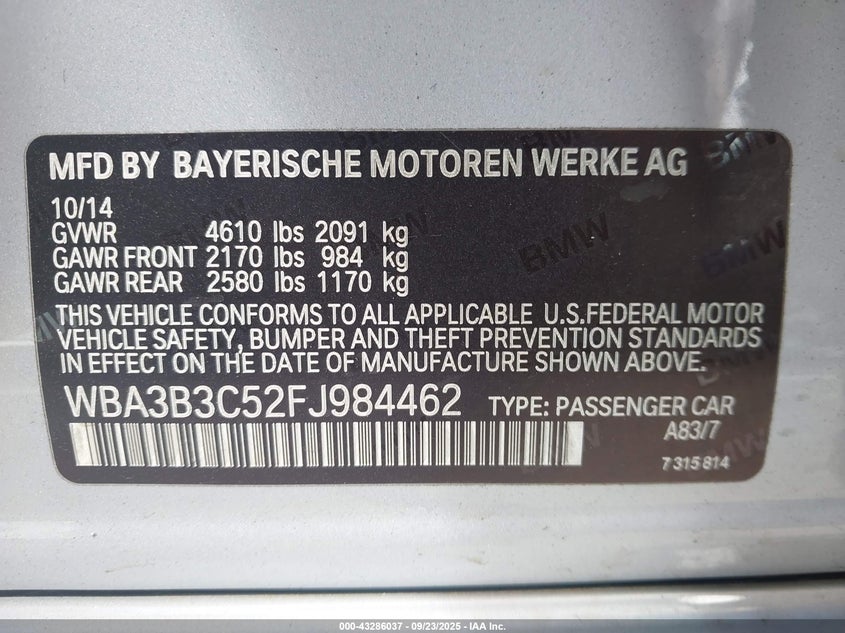 MFD BY BAYERISCHE MOTOREN WERKE AG
10/14
GVWR 4610 lbs 2091 kg
GAWR FRONT 2170 lbs 984 kg
GAWR REAR 2580 lbs 1170 kg
THIS VEHICLE CONFORMS TO ALL APPLICABLE U.S.FEDERAL MOTOR
VEHICLE SAFETY, BUMPER AND THEFT PREVENTION STANDARDS
IN EFFECT ON THE DATE OF MANUFACTURE SHOWN ABOVE.
WBA3B3C52FJ984462 TYPE: PASSENGER CAR
A83/7
7 315 814
BMW
BMW
000-43286037 - 09/23/2025 - IAA Inc.